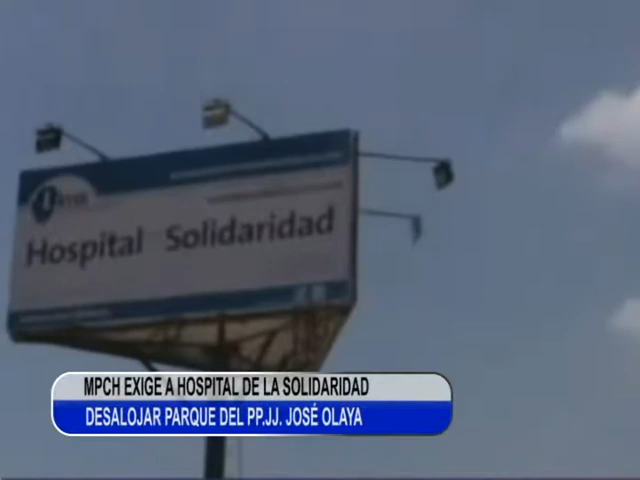 Hospital Solidaridad
MPCH EXIGE A HOSPITAL DE LA SOLIDARIDAD
DESALOJAR PARQUE DEL PP.JJ. JOSÉ OLAYA